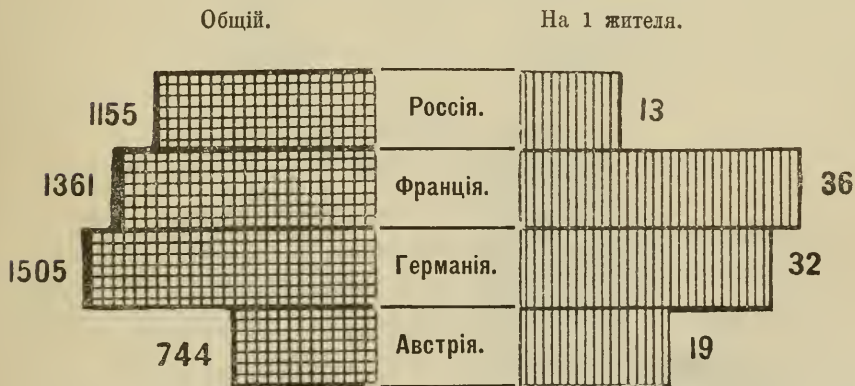 Общій. На 1 жителя.
1155 Россія. 13
1361 Франція. 36
1505 Германія. 32
744 Австрія. 19